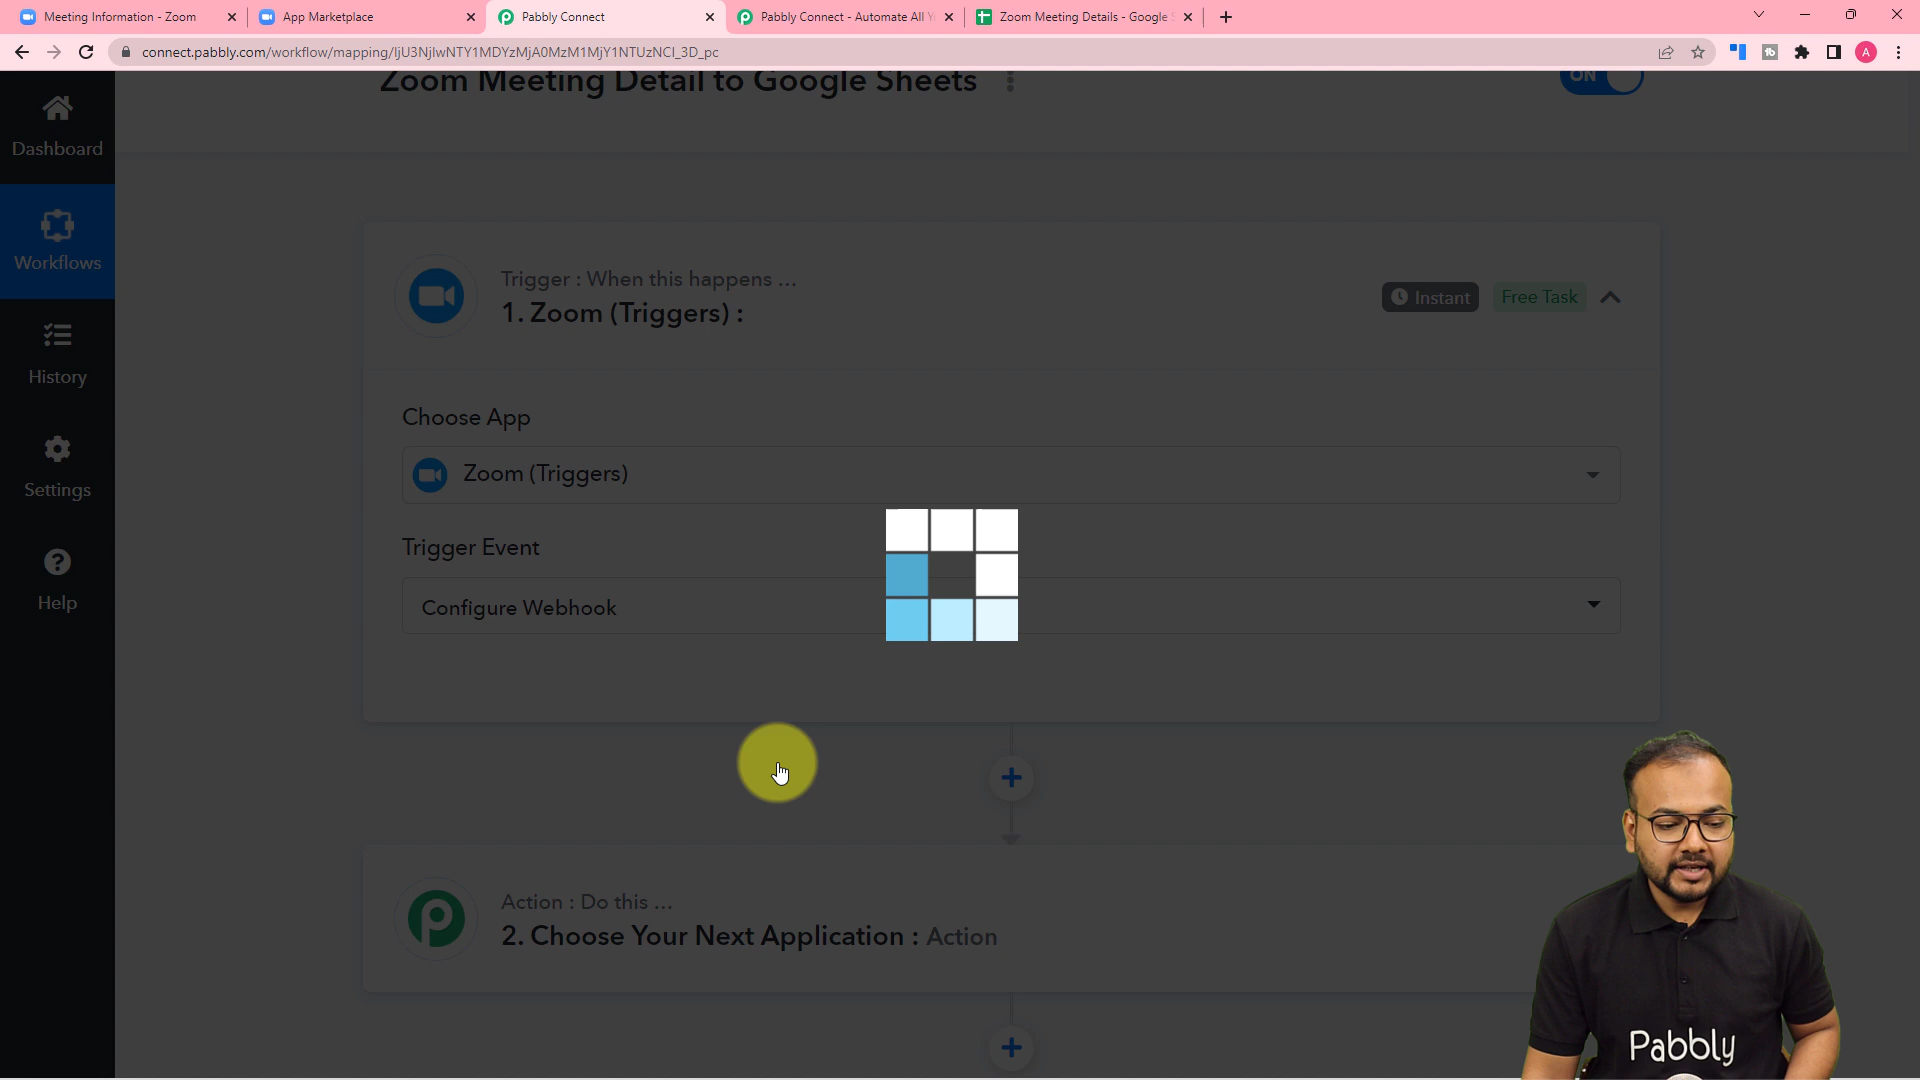 Meeting Information - Zoom
App Marketplace
Pabbly Connect
Pabbly Connect - Automate All Y
Zoom Meeting Details - Google S
connect.pabbly.com/workflow/mapping/
A
Zoom Meeting Detail to Google Sheets
ON
Dashboard
Workflows
History
Settings
Help
Trigger : When this happens ...
1. Zoom (Triggers) :
Instant
Free Task
Choose App
Zoom (Triggers)
Trigger Event
Configure Webhook
Action : Do this ...
2. Choose Your Next Application : Action
Pabbly